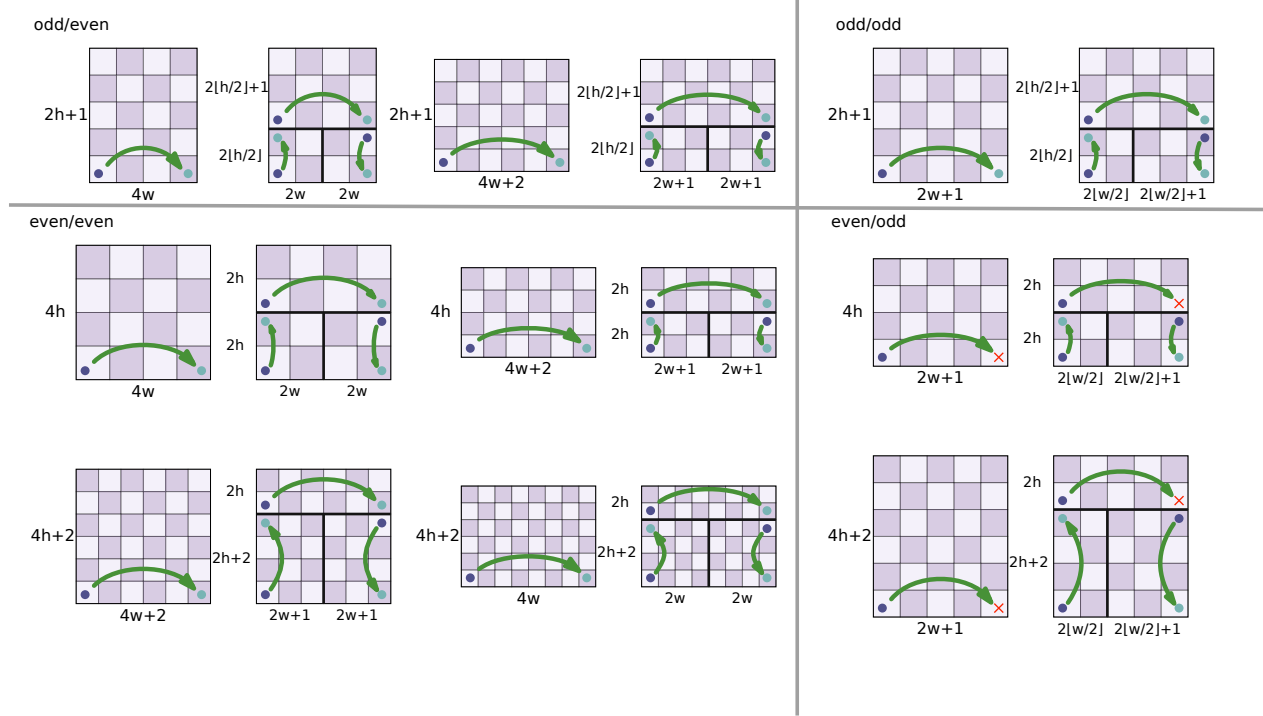 odd/even
2h+1
4w
2⌊h/2⌋+1
2⌊h/2⌋
2w
2w
2h+1
4w+2
2⌊h/2⌋+1
2⌊h/2⌋
2w+1
2w+1
odd/odd
2h+1
2w+1
2⌊h/2⌋+1
2⌊h/2⌋
2⌊w/2⌋
2⌊w/2⌋+1
even/even
4h
4w
2h
2h
2w
2w
4h
4w+2
2h
2h
2w+1
2w+1
4h+2
4w+2
2h
2h+2
2w+1
2w+1
4h+2
4w
2h
2h+2
2w
2w
even/odd
4h
2w+1
2h
2h
2⌊w/2⌋
2⌊w/2⌋+1
4h+2
2w+1
2h
2h+2
2⌊w/2⌋
2⌊w/2⌋+1